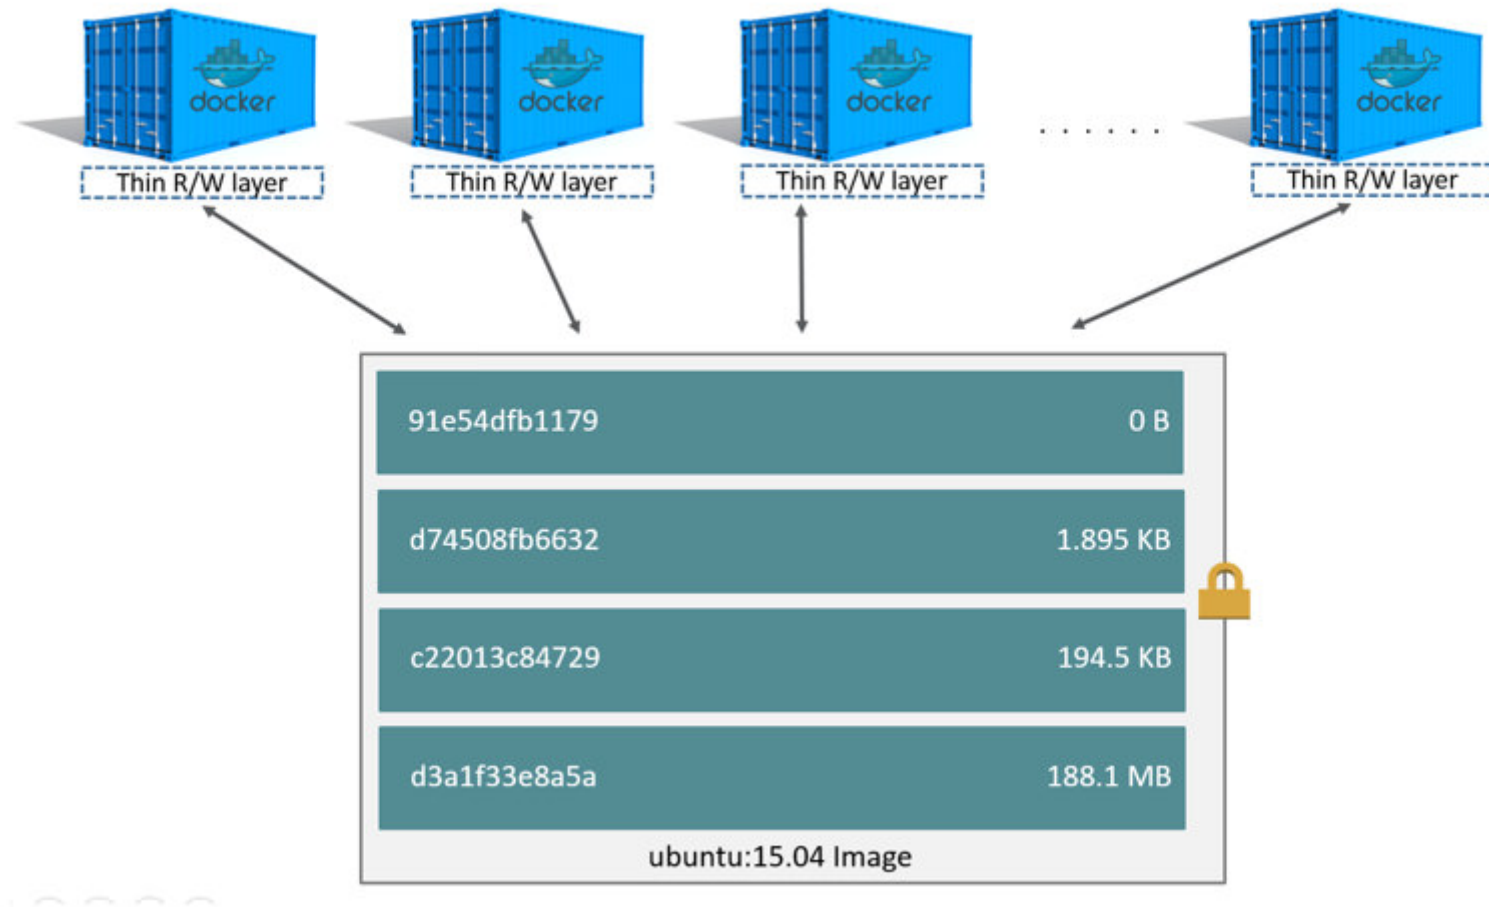 docker
docker
docker
docker
Thin R/W layer
Thin R/W layer
Thin R/W layer
. . . . . .
Thin R/W layer
91e54dfb1179 0 B
d74508fb6632 1.895 KB
c22013c84729 194.5 KB
d3a1f33e8a5a 188.1 MB
ubuntu:15.04 Image